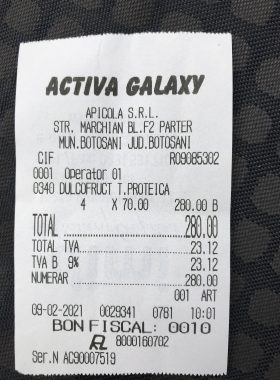 ACTIVA GALAXY
APICOLA S.R.L.
STR. MARCHIAN BL.F2 PARTER
MUN.BOTOSANI JUD.BOTOSANI
CIF RO9085302
0001 Operator 01
0340 DULCOFRUCT T.PROTEICA
4 X 70.00 280.00 B
TOTAL 280.00
TOTAL TVA 23.12
TVA B 9% 23.12
NUMERAR 280.00
001 ART
09-02-2021 0029341 0781 10:01
BON FISCAL: 0010
8000160702
Ser.N AC90007519